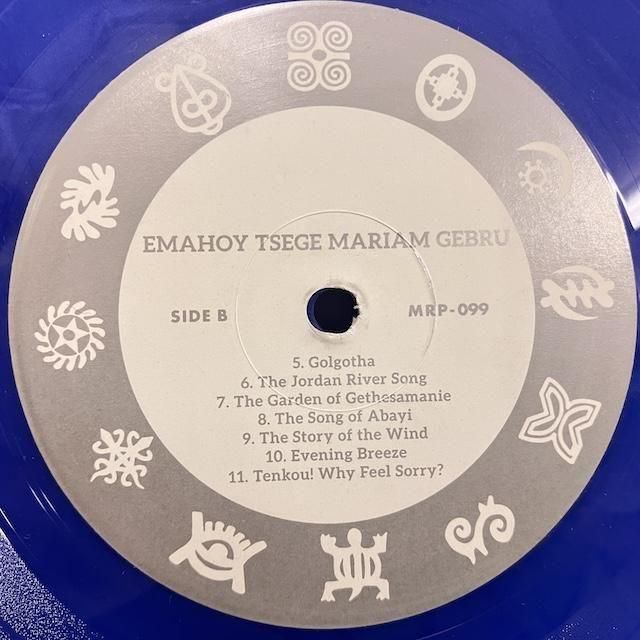 EMAHOY TSEGE MARIAM GEBRU
SIDE B
MRP-099
5. Golgotha
6. The Jordan River Song
7. The Garden of Gethesamanie
8. The Song of Abayi
9. The Story of the Wind
10. Evening Breeze
11. Tenkou! Why Feel Sorry?